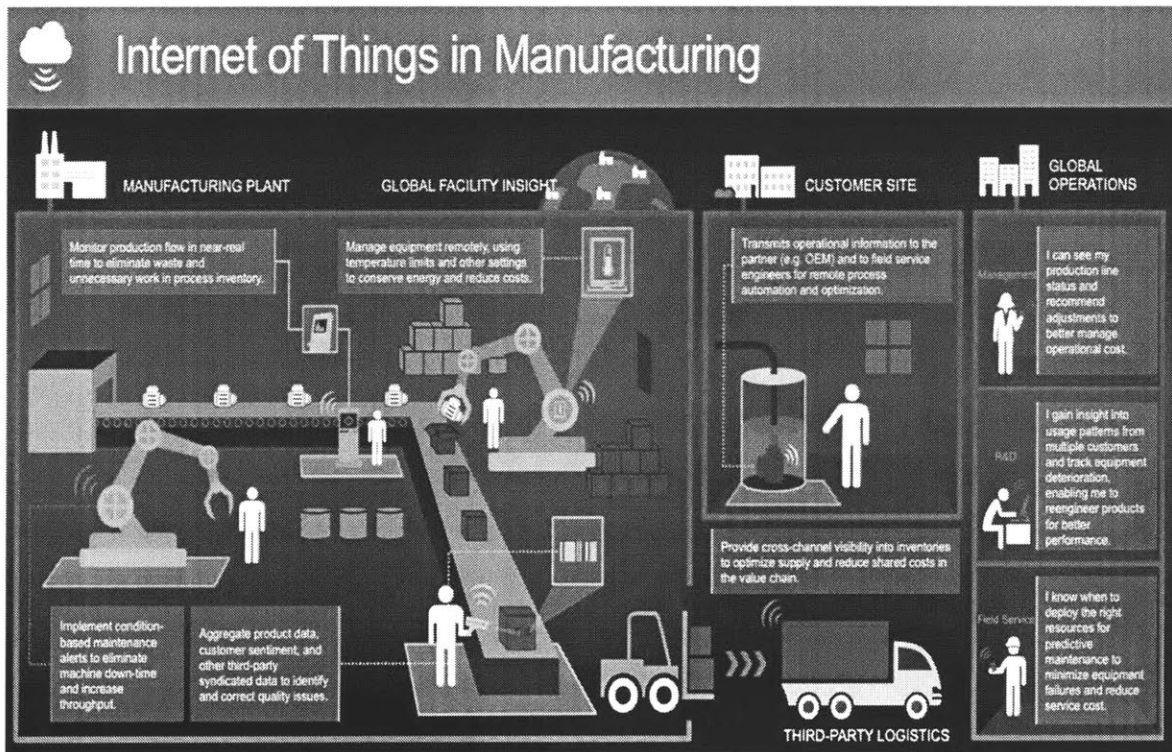 Internet of Things in Manufacturing
MANUFACTURING PLANT
GLOBAL FACILITY INSIGHT
CUSTOMER SITE
GLOBAL
OPERATIONS
Monitor production flow in near-real
time to eliminate waste and
unnecessary work in process inventory.
Manage equipment remotely, using
temperature limits and other settings
to conserve energy and reduce costs.
Transmits operational information to the
partner (e.g. OEM) and to field service
engineers for remote process
automation and optimization.
Management
I can see my
production line
status and
recommend
adjustments to
better manage
operational cost.
R&D
I gain insight into
usage patterns from
multiple customers
and track equipment
deterioration,
enabling me to
reengineer products
for better
performance.
Provide cross-channel visibility into inventories
to optimize supply and reduce shared costs in
the value chain.
Implement condition-
based maintenance
alerts to eliminate
machine down-time
and increase
throughput.
Aggregate product data,
customer sentiment, and
other third-party
syndicated data to identify
and correct quality issues.
Field Service
I know when to
deploy the right
resources for
predictive
maintenance to
minimize equipment
failures and reduce
service cost.
THIRD-PARTY LOGISTICS